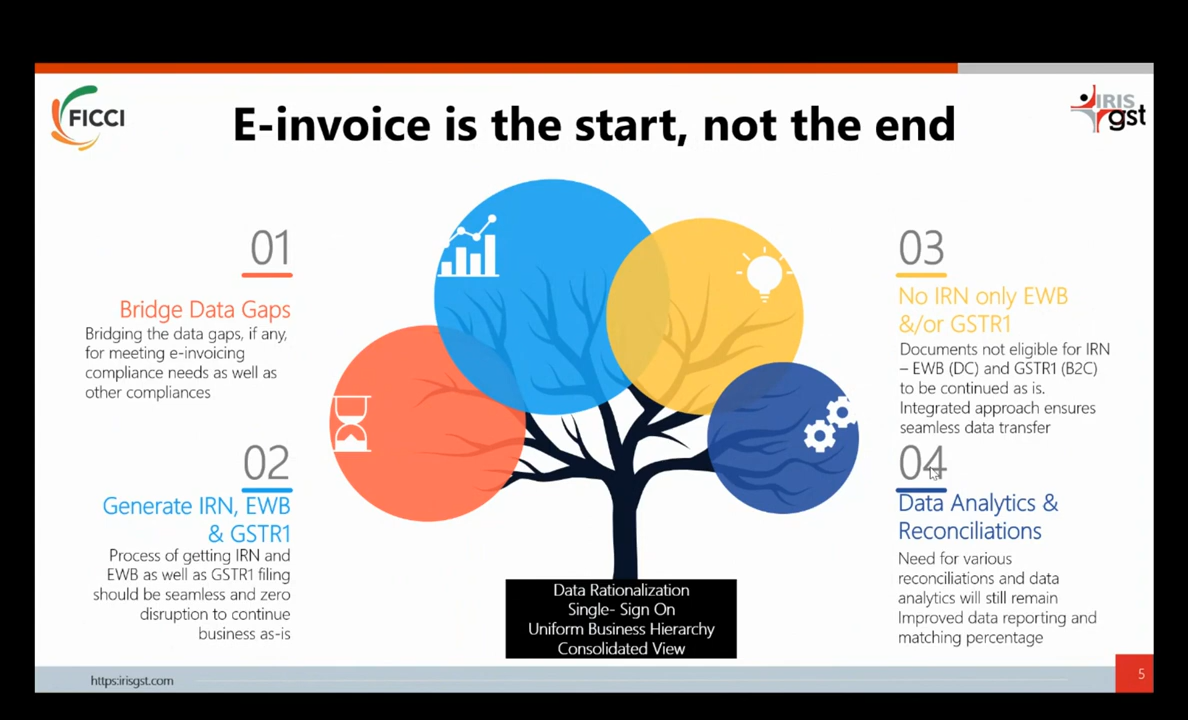 FICCI
E-invoice is the start, not the end
IRIS
gst
01
Bridge Data Gaps
Bridging the data gaps, if any,
for meeting e-invoicing
compliance needs as well as
other compliances
02
Generate IRN, EWB
& GSTR1
Process of getting IRN and
EWB as well as GSTR1 filing
should be seamless and zero
disruption to continue
business as-is
03
No IRN only EWB
&/or GSTR1
Documents not eligible for IRN
– EWB (DC) and GSTR1 (B2C)
to be continued as is.
Integrated approach ensures
seamless data transfer
04
Data Analytics &
Reconciliations
Need for various
reconciliations and data
analytics will still remain
Improved data reporting and
matching percentage
Data Rationalization
Single- Sign On
Uniform Business Hierarchy
Consolidated View
https:irisgst.com
5